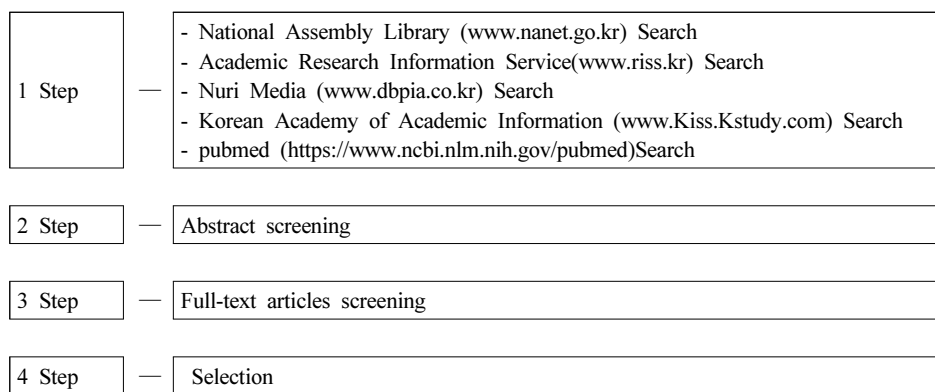 1 Step
—
- National Assembly Library (www.nanet.go.kr) Search
- Academic Research Information Service(www.riss.kr) Search
- Nuri Media (www.dbpia.co.kr) Search
- Korean Academy of Academic Information (www.Kiss.Kstudy.com) Search
- pubmed (https://www.ncbi.nlm.nih.gov/pubmed)Search
2 Step — Abstract screening
3 Step — Full-text articles screening
4 Step — Selection